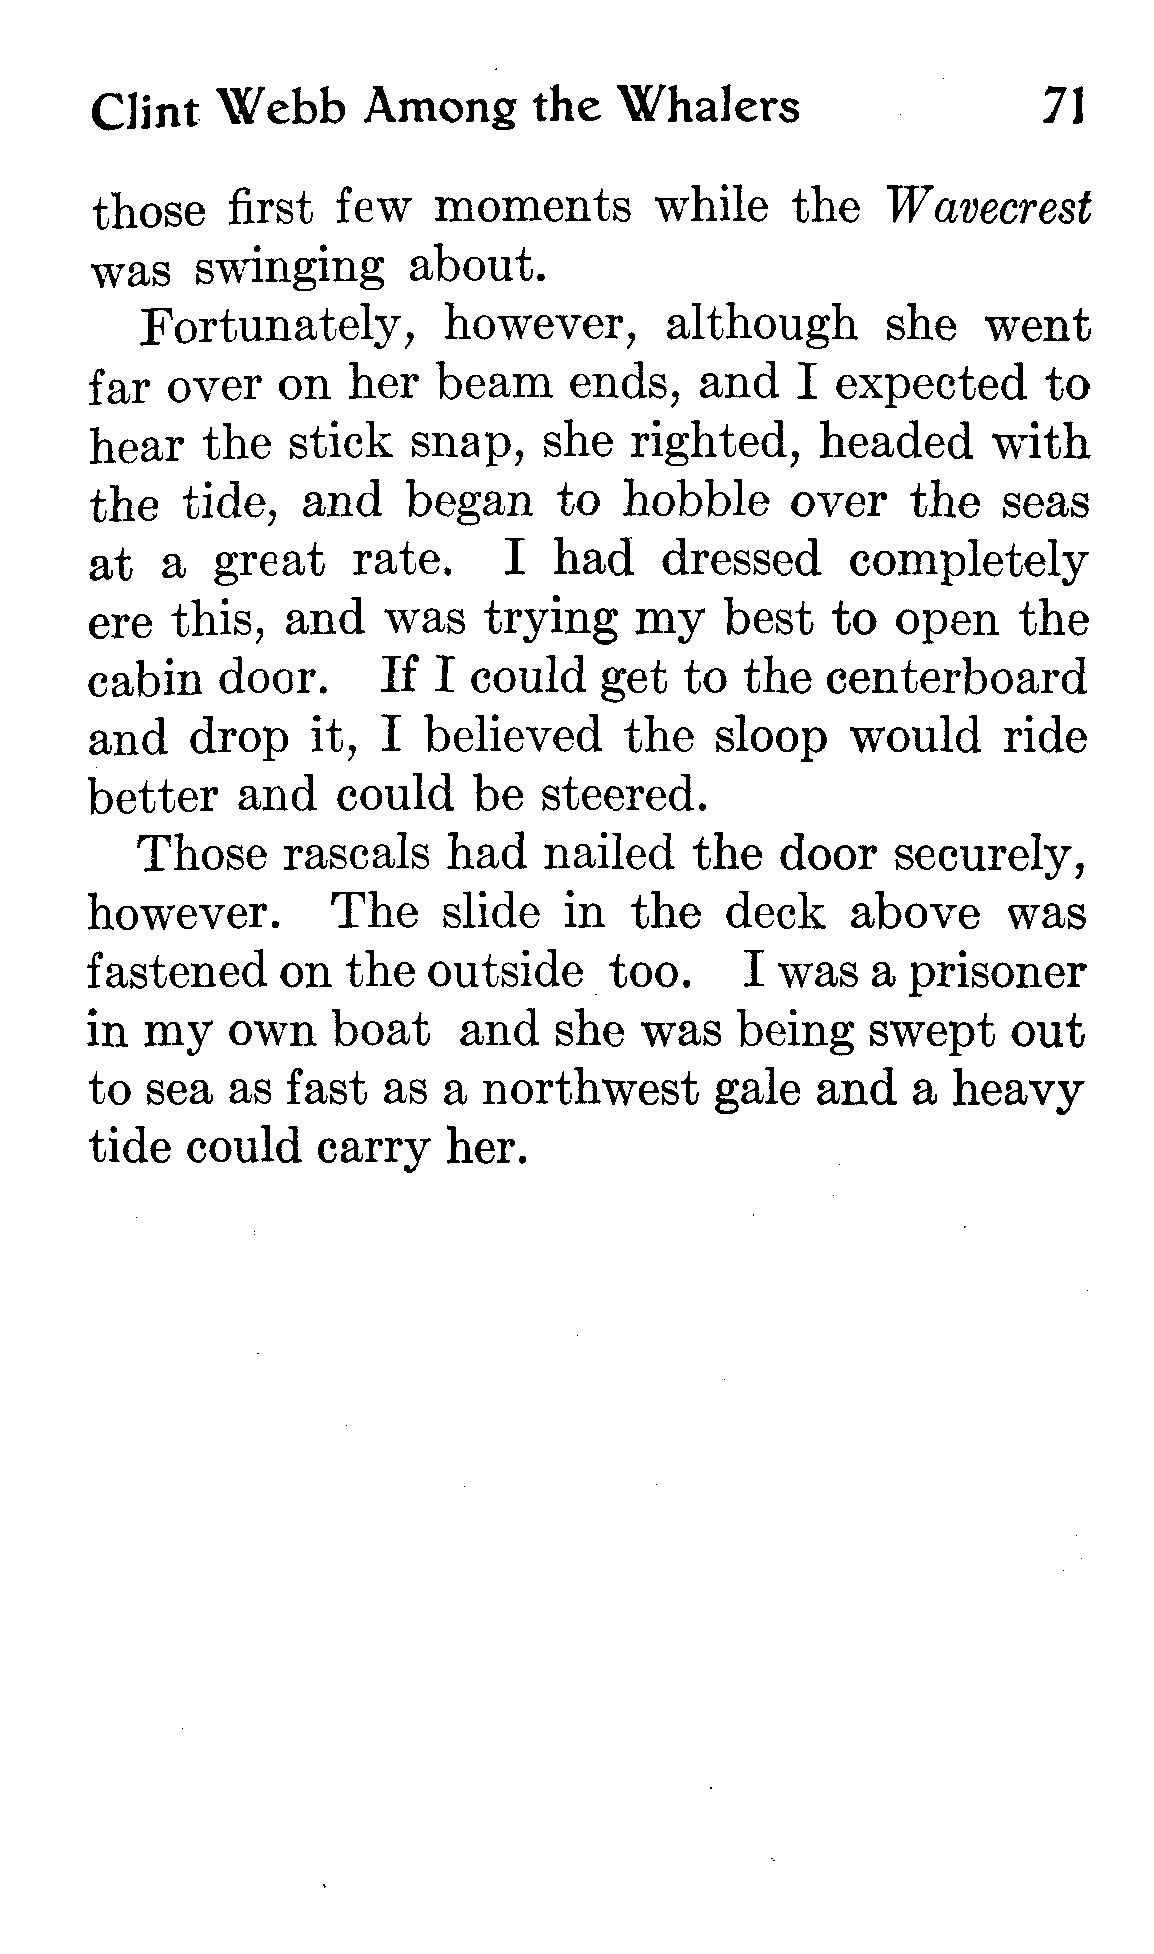 Clint Webb Among the Whalers 71
those first few moments while the Wavecrest
was swinging about.
Fortunately, however, although she went
far over on her beam ends, and I expected to
hear the stick snap, she righted, headed with
the tide, and began to hobble over the seas
at a great rate. I had dressed completely
ere this, and was trying my best to open the
cabin door. If I could get to the centerboard
and drop it, I believed the sloop would ride
better and could be steered.
Those rascals had nailed the door securely,
however. The slide in the deck above was
fastened on the outside too. I was a prisoner
in my own boat and she was being swept out
to sea as fast as a northwest gale and a heavy
tide could carry her.